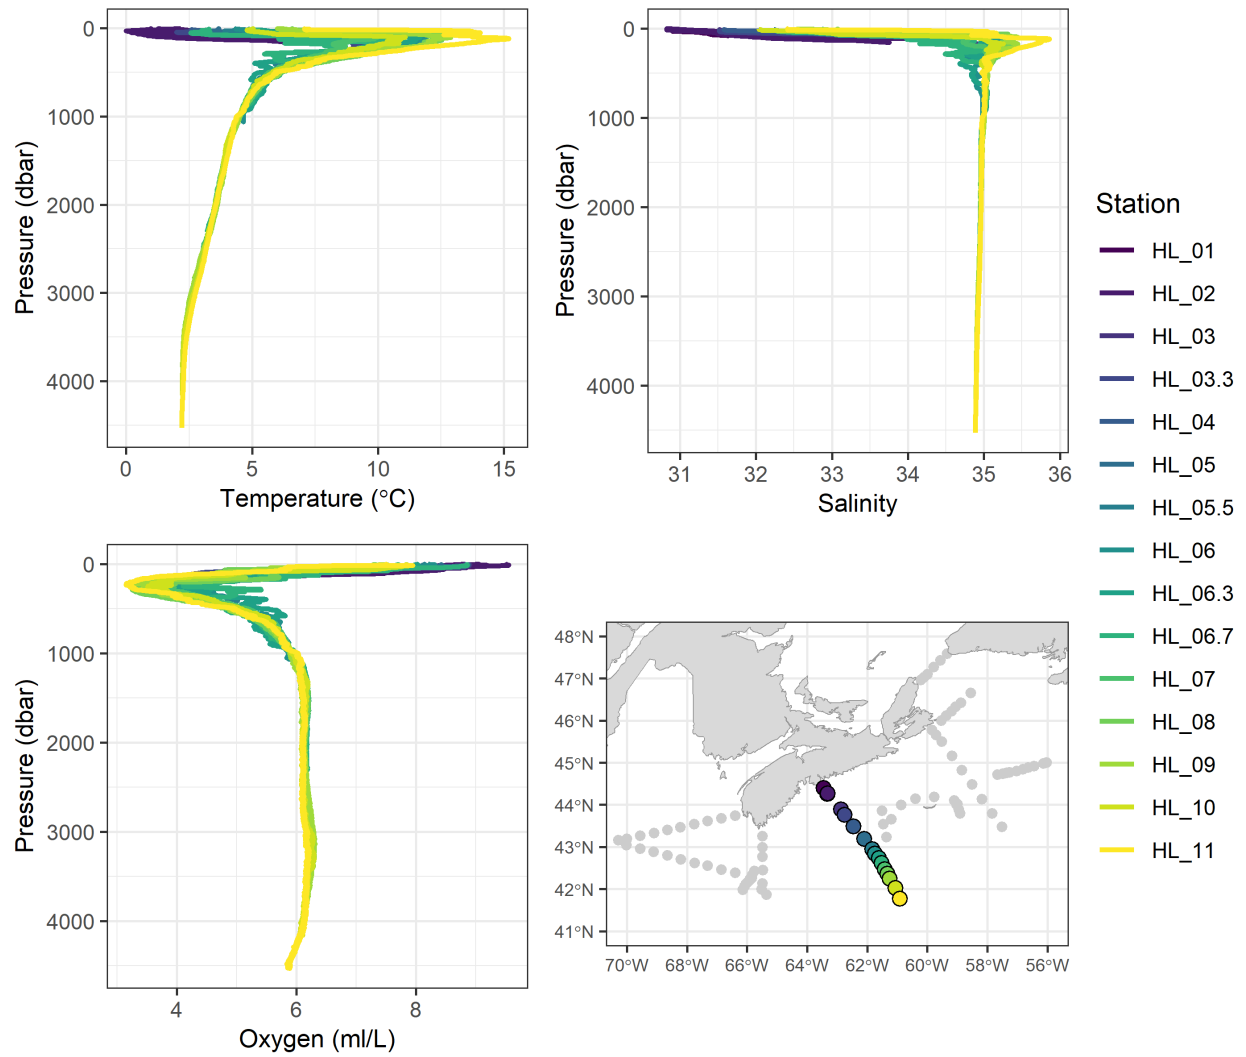 0
1000
2000
3000
4000
Pressure (dbar)
0
5
10
15
Temperature (°C)
0
1000
2000
3000
4000
Pressure (dbar)
31
32
33
34
35
36
Salinity
0
1000
2000
3000
4000
Pressure (dbar)
4
6
8
Oxygen (ml/L)
48°N
47°N
46°N
45°N
44°N
43°N
42°N
41°N
70°W
68°W
66°W
64°W
62°W
60°W
58°W
56°W
Station
HL_01
HL_02
HL_03
HL_03.3
HL_04
HL_05
HL_05.5
HL_06
HL_06.3
HL_06.7
HL_07
HL_08
HL_09
HL_10
HL_11